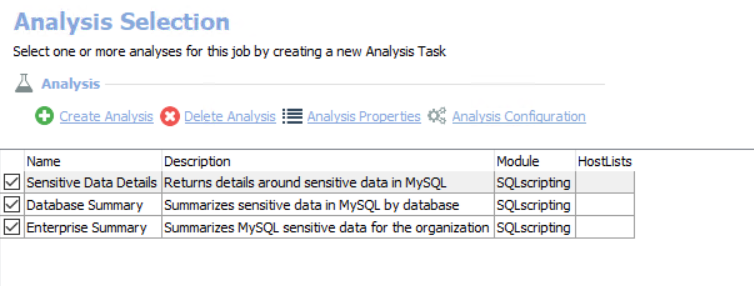 Analysis Selection
Select one or more analyses for this job by creating a new Analysis Task
Analysis
Create Analysis Delete Analysis Analysis Properties Analysis Configuration
Name Description Module HostLists
Sensitive Data Details Returns details around sensitive data in MySQL SQLscripting
Database Summary Summarizes sensitive data in MySQL by database SQLscripting
Enterprise Summary Summarizes MySQL sensitive data for the organization SQLscripting